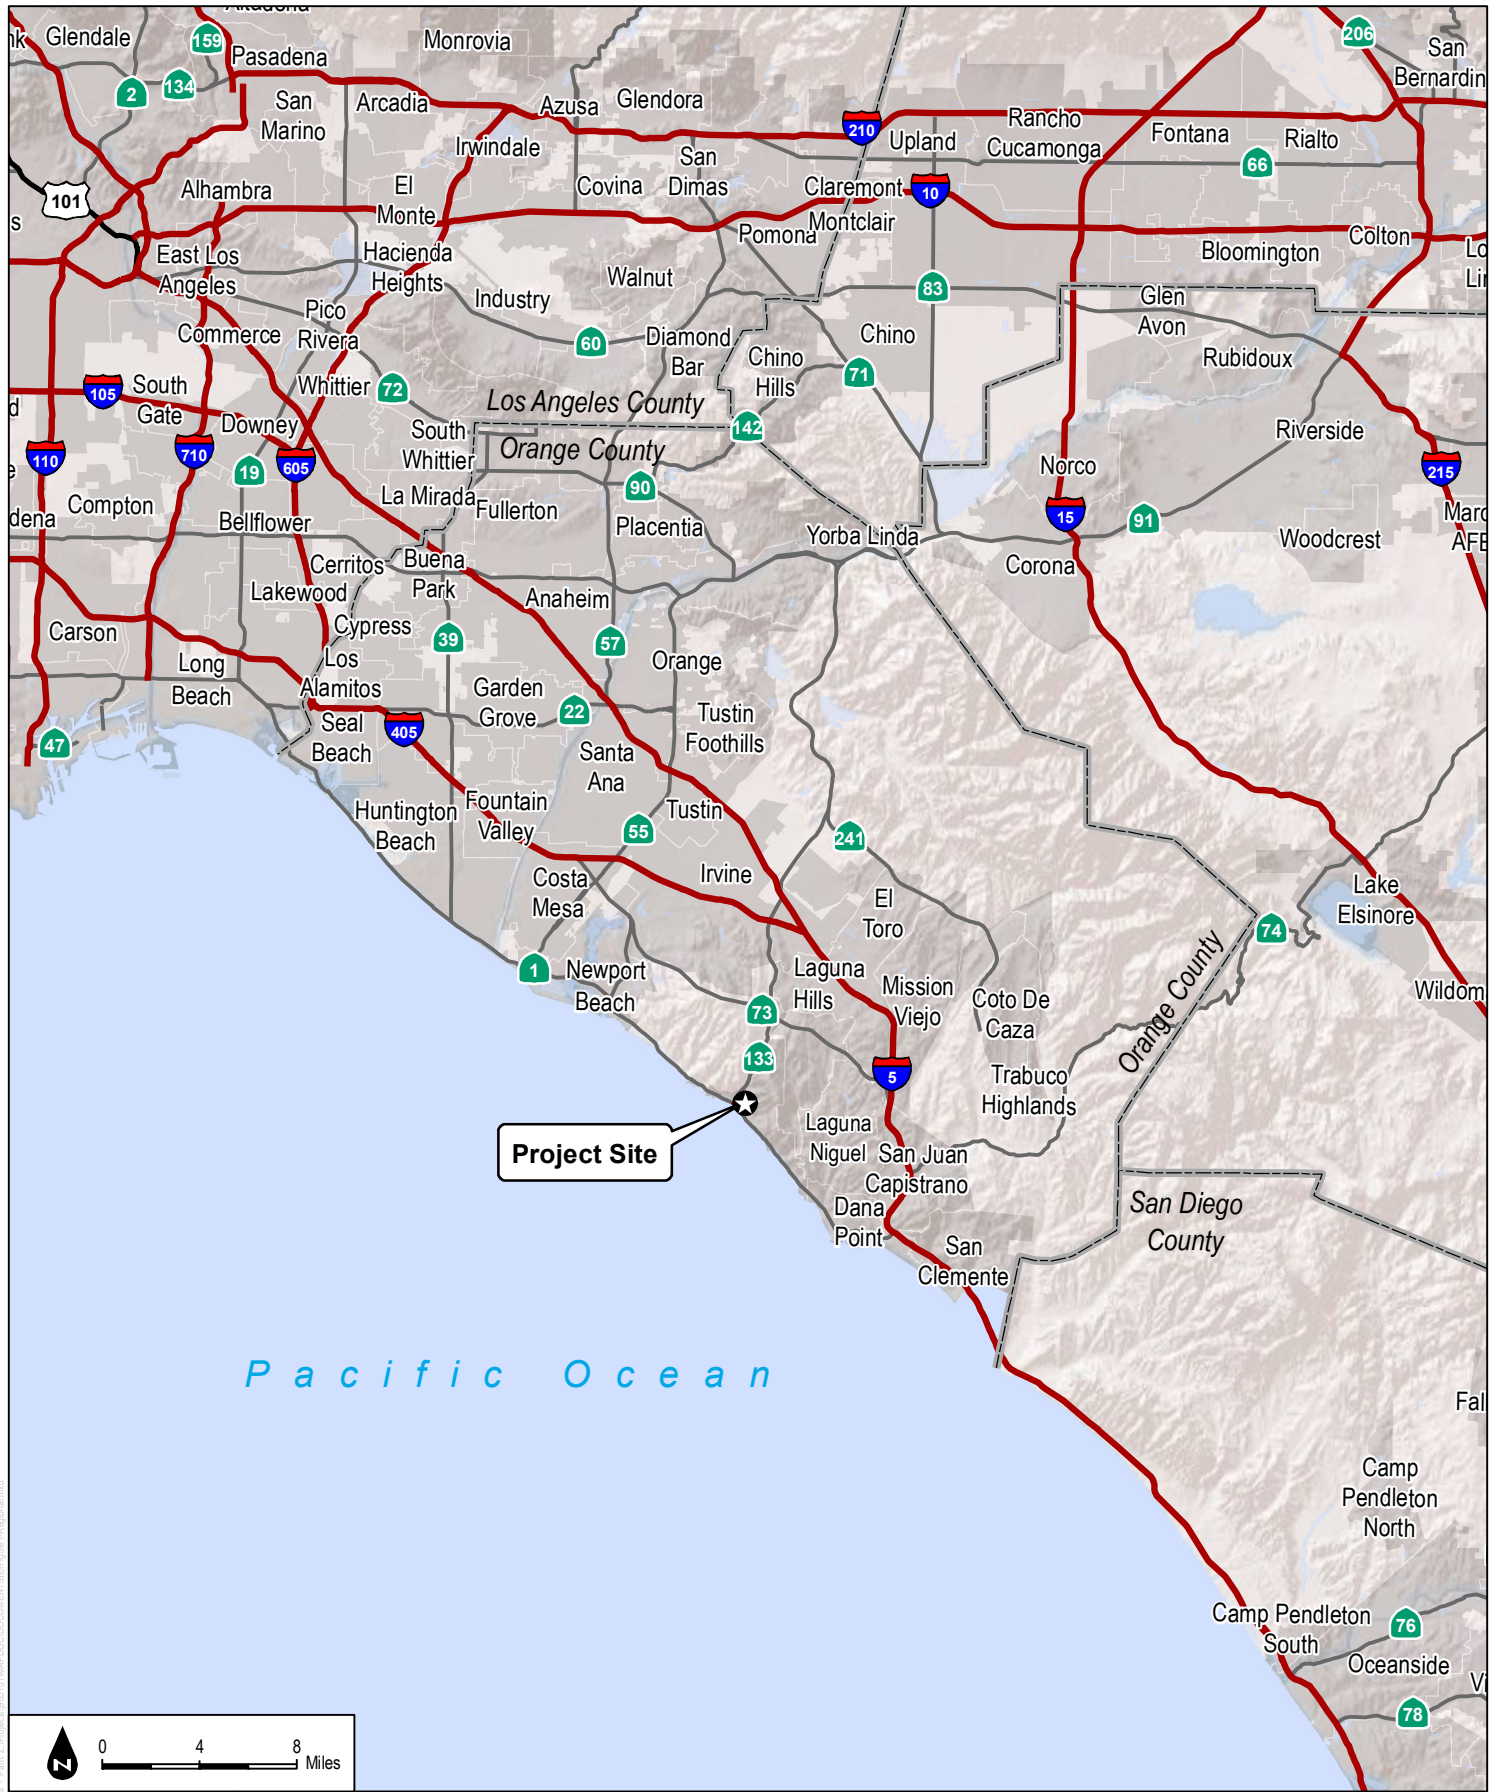 Glendale
159
Pasadena
Monrovia
206
San
Bernardin
2
134
San
Marino
Arcadia
Azusa
Glendora
210
Upland
Rancho
Cucamonga
Fontana
Rialto
66
Irwindale
San
Dimas
Claremont
10
101
Alhambra
El
Monte
Covina
Pomona
Montclair
Bloomington
Colton
East Los
Angeles
Hacienda
Heights
Walnut
Industry
83
Glen
Avon
Pico
Rivera
Commerce
60
Diamond
Bar
Chino
Chino
Hills
71
Rubidoux
105
South
Gate
Whittier
72
Los Angeles County
Orange County
142
Downey
South
Whittier
Riverside
110
710
19
605
Norco
215
La Mirada
Fullerton
90
Placentia
15
91
Compton
Bellflower
Yorba Linda
Woodcrest
Cerritos
Buena
Park
Corona
Lakewood
Anaheim
Carson
Cypress
39
57
Orange
Long
Beach
Los
Alamitos
Garden
Grove
22
Tustin
Foothills
47
Seal
Beach
405
Santa
Ana
Huntington
Beach
Fountain
Valley
55
Tustin
241
Costa
Mesa
Irvine
El
Toro
Lake
Elsinore
74
1
Newport
Beach
Laguna
Hills
Mission
Viejo
Coto De
Caza
Orange County
Wildom
73
133
5
Trabuco
Highlands
Project Site
Laguna
Niguel
San Juan
Capistrano
Dana
Point
San Diego
County
San
Clemente
Pacific Ocean
Fal
Camp
Pendleton
North
Camp Pendleton
South
76
Oceanside
78
N
0 4 8
Miles